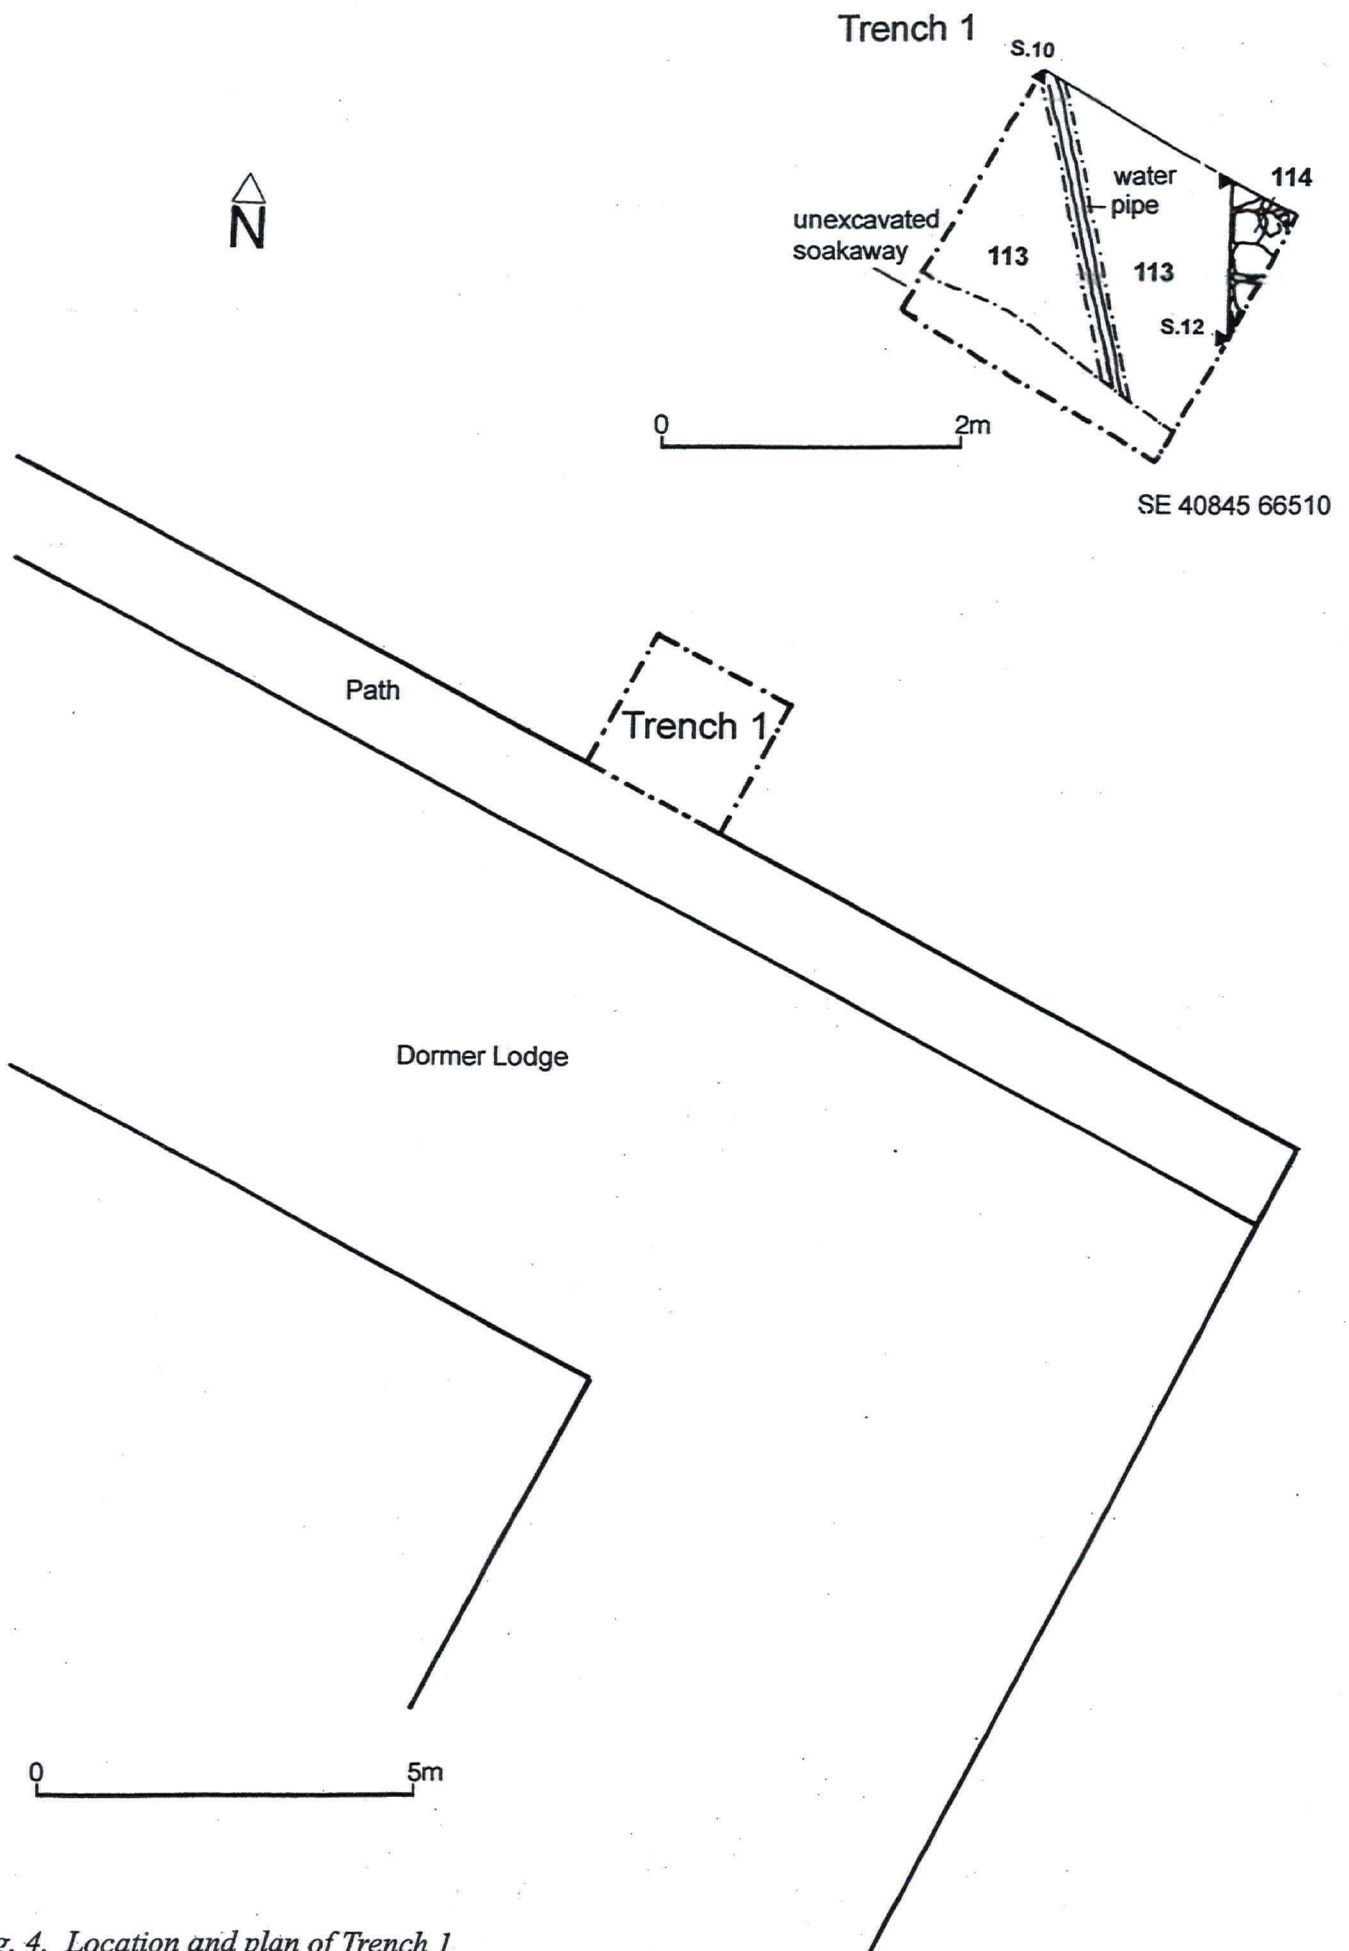 Trench 1
S.10
114
water
pipe
N
unexcavated
soakaway
113
113
S.12
0 2m
SE 40845 66510
Path
Trench 1
Dormer Lodge
0 5m
g. 4. Location and plan of Trench 1